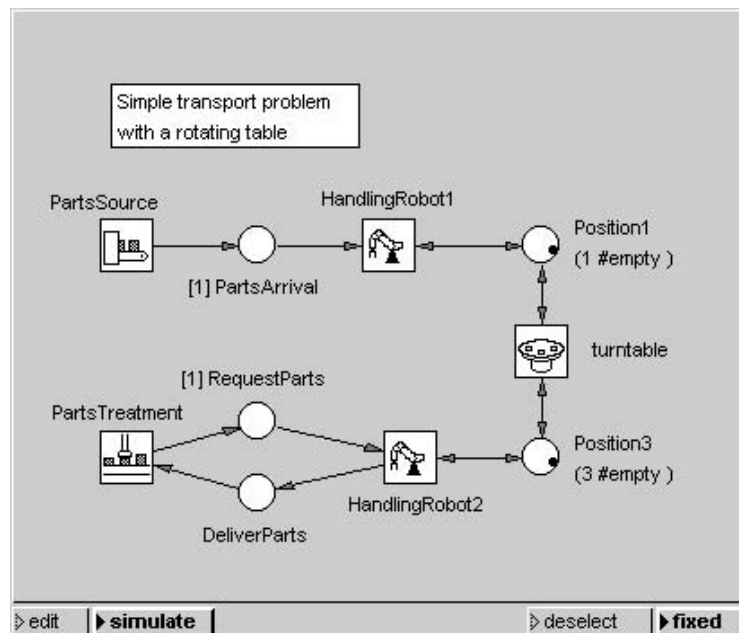 Simple transport problem
with a rotating table
PartsSource
HandlingRobot1
Position1
(1 #empty )
[1] PartsArrival
turntable
[1] RequestParts
PartsTreatment
Position3
(3 #empty )
HandlingRobot2
DeliverParts
edit
simulate
deselect
fixed